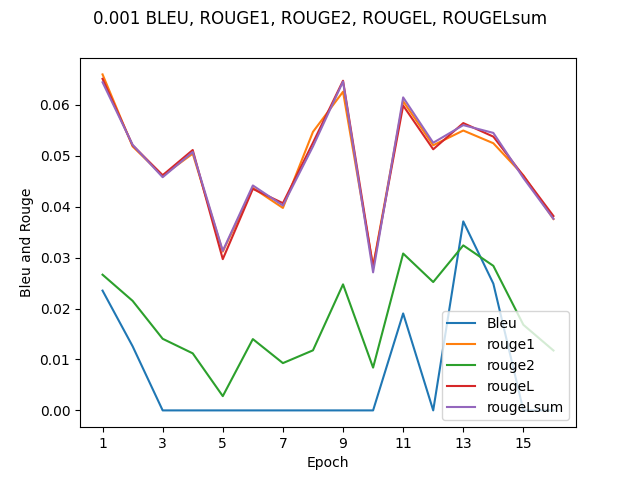 0.001 BLEU, ROUGE1, ROUGE2, ROUGEL, ROUGELsum
Bleu and Rouge
0.06
0.05
0.04
0.03
0.02
0.01
0.00
Bleu
rouge1
rouge2
rougeL
rougeLsum
1 3 5 7 9 11 13 15
Epoch